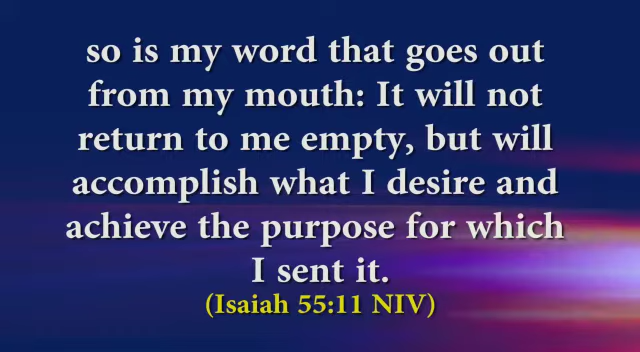 so is my word that goes out
from my mouth: It will not
return to me empty, but will
accomplish what I desire and
achieve the purpose for which
I sent it.
(Isaiah 55:11 NIV)